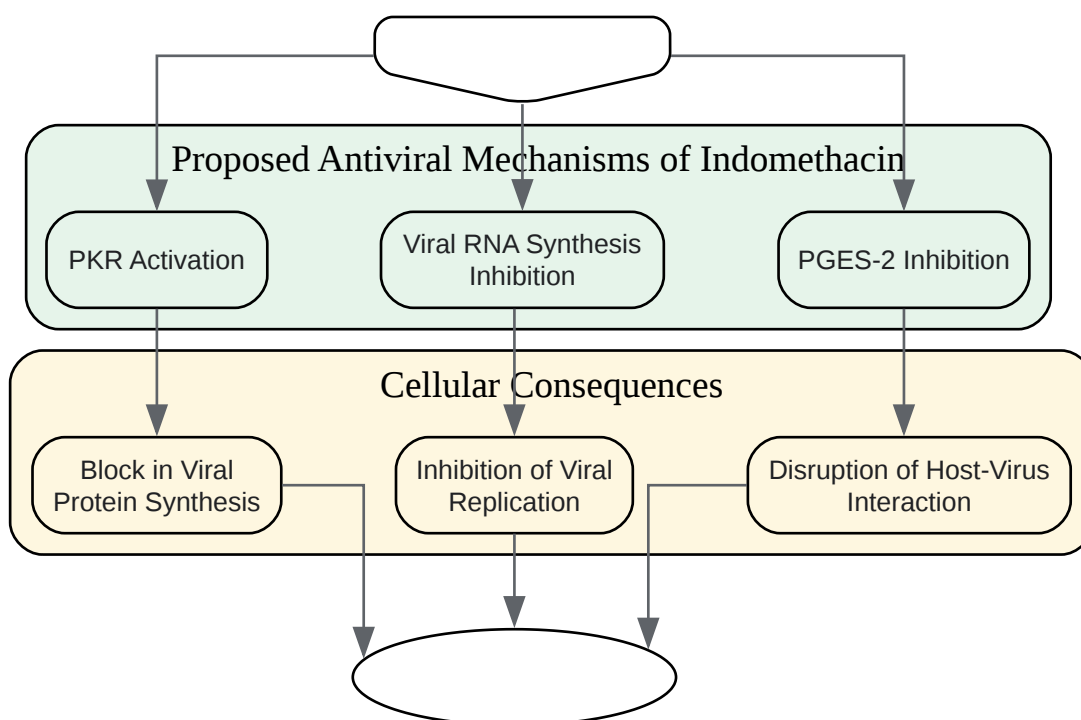 Proposed Antiviral Mechanisms of Indomethacin
PKR Activation
Viral RNA Synthesis
Inhibition
PGES-2 Inhibition
Cellular Consequences
Block in Viral
Protein Synthesis
Inhibition of Viral
Replication
Disruption of Host-Virus
Interaction